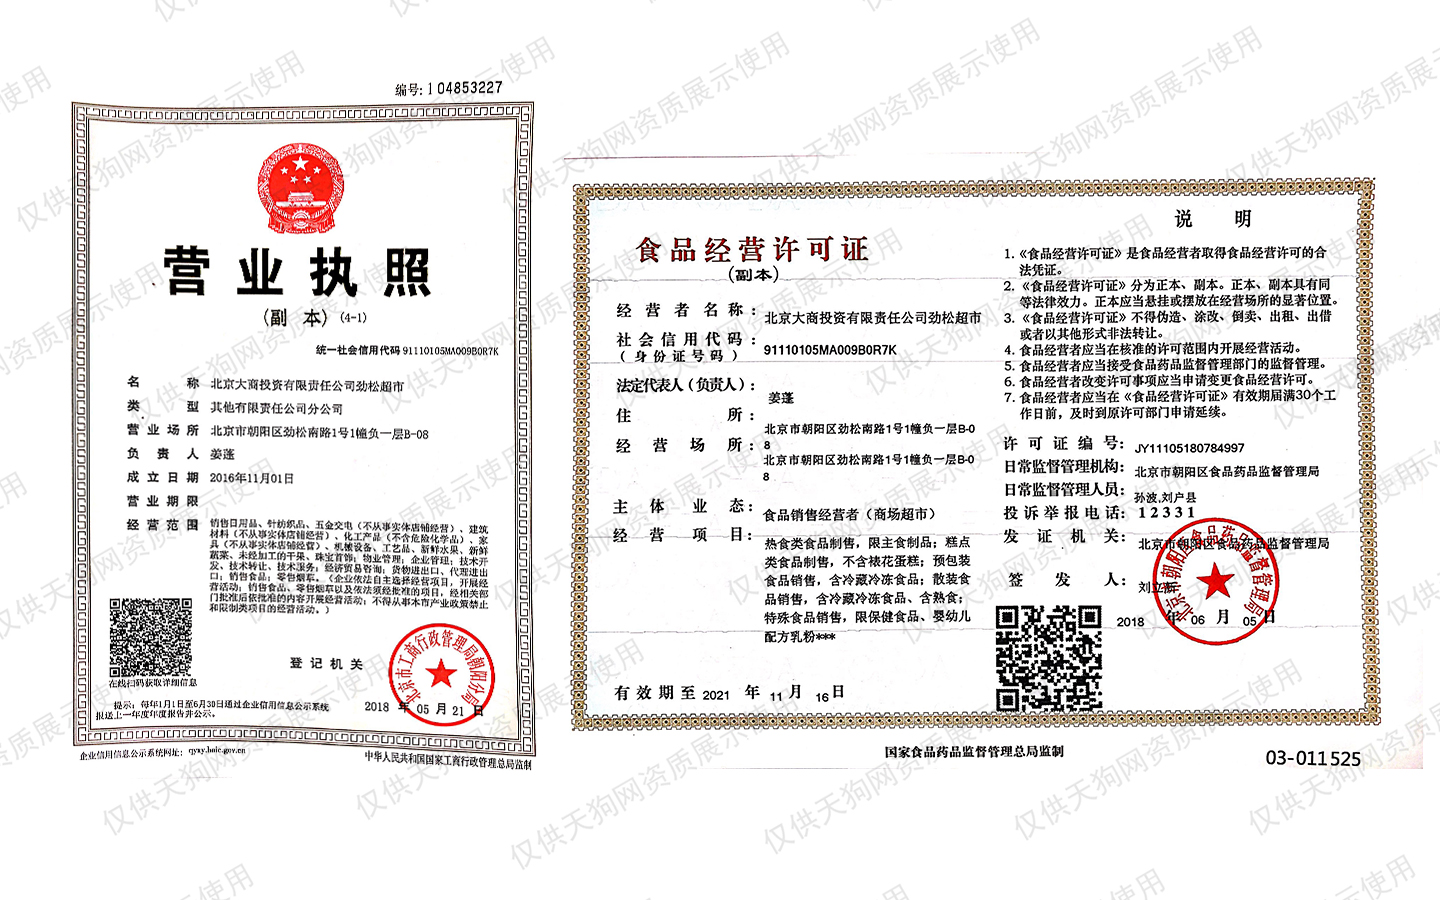 编号:104853227
营业执照
(副 本) (4-1)
统一社会信用代码 91110105MA009B0R7K
名 称 北京大商投资有限责任公司劲松超市
类 型 其他有限责任公司分公司
营业场所 北京市朝阳区劲松南路1号1幢负一层B-08
负 责 人 姜蓬
成立日期 2016年11月01日
营业期限
经营范围 销售日用品、针纺织品、五金交电（不从事实体店铺经营）、建筑
材料（不从事实体店铺经营）、化工产品（不含危险化学品）、家
具（不从事实体店铺经营）、机械设备、工艺品、新鲜水果、新鲜
蔬菜、未经加工的干果、珠宝首饰；物业管理；企业管理；技术开
发、技术转让、技术服务；经济贸易咨询；货物进出口、代理进出
口；销售食品；零售烟草。（企业依法自主选择经营项目，开展经
营活动；销售食品、零售烟草以及依法须经批准的项目，经相关部
门批准后依批准的内容开展经营活动；不得从事本市产业政策禁止
和限制类项目的经营活动。）
在线扫码获取详细信息
登记机关
北京市工商行政管理局朝阳分局
2018 年 05 月 21 日
提示：每年1月1日至6月30日通过企业信用信息公示系统
报送上一年度年度报告并公示。
企业信用信息公示系统网址：qyxy.baic.gov.cn
中华人民共和国国家工商行政管理总局监制
食品经营许可证
(副本)
经营者名称： 北京大商投资有限责任公司劲松超市
社会信用代码： 91110105MA009B0R7K
（身份证号码）
法定代表人（负责人）： 姜蓬
住 所： 北京市朝阳区劲松南路1号1幢负一层B-0
8
经营场所： 北京市朝阳区劲松南路1号1幢负一层B-0
8
主体业态： 食品销售经营者（商场超市）
经营项目： 热食类食品制售，限主食制品；糕点
类食品制售，不含裱花蛋糕；预包装
食品销售，含冷藏冷冻食品；散装食
品销售，含冷藏冷冻食品、含熟食；
特殊食品销售，限保健食品、婴幼儿
配方乳粉***
有效期至 2021 年 11 月 16 日
说 明
1. 《食品经营许可证》是食品经营者取得食品经营许可的合
法凭证。
2. 《食品经营许可证》分为正本、副本。正本、副本具有同
等法律效力。正本应当悬挂或摆放在经营场所的显著位置。
3. 《食品经营许可证》不得伪造、涂改、倒卖、出租、出借
或者以其他形式非法转让。
4. 食品经营者应当在核准的许可范围内开展经营活动。
5. 食品经营者应当接受食品药品监督管理部门的监督管理。
6. 食品经营者改变许可事项应当申请变更食品经营许可。
7. 食品经营者应当在《食品经营许可证》有效期届满30个工
作日前，及时到原许可部门申请延续。
许可证编号： JY11105180784997
日常监督管理机构： 北京市朝阳区食品药品监督管理局
日常监督管理人员： 孙波,刘户县
投诉举报电话： 12331
发证机关： 北京市朝阳区食品药品监督管理局
签发人：
北京市朝阳区食品药品监督管理局
2018 年 06 月 05 日
国家食品药品监督管理总局监制
03-011525
仅供天狗网资质展示使用